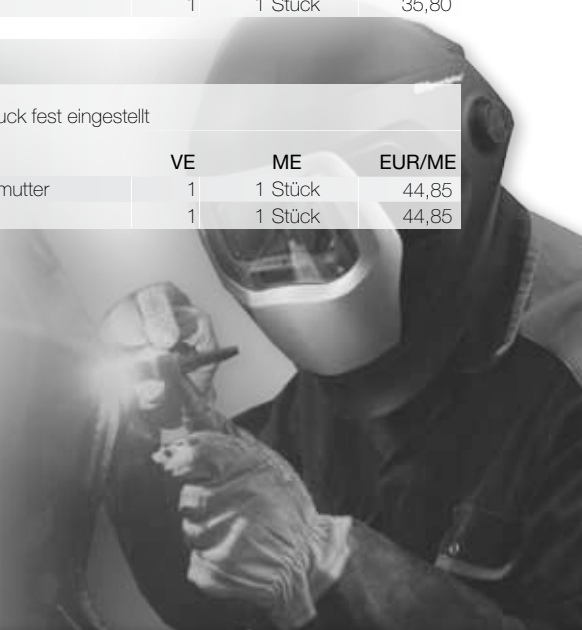 1 1 Stück 35,80
uck fest eingestellt
VE ME EUR/ME
mutter 1 1 Stück 44,85
1 1 Stück 44,85